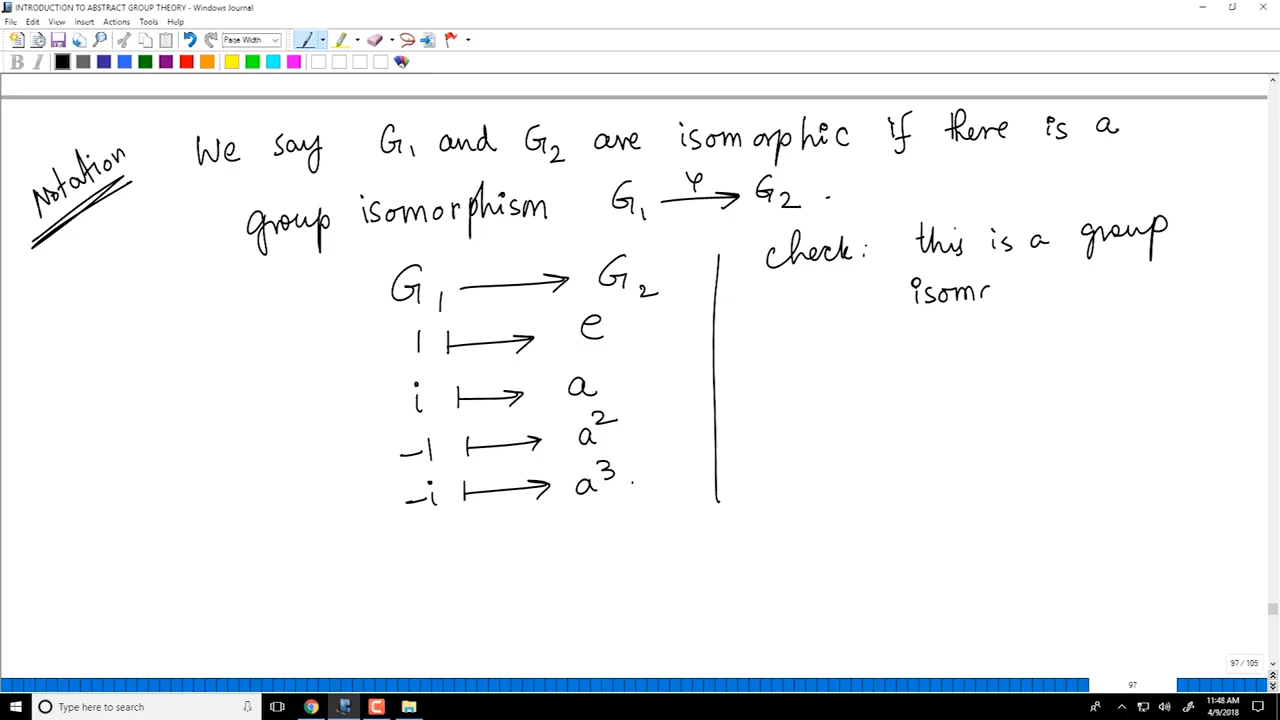 INTRODUCTION TO ABSTRACT GROUP THEORY - Windows Journal
File Edit View Insert Actions Tools Help
Page Width
B I
Notation
We say G₁ and G₂ are isomorphic if there is a
group isomorphism G₁ —φ→ G₂ .
G₁ ⟶ G₂
1 ⟼ e
i ⟼ a
-1 ⟼ a²
-i ⟼ a³ .
check: this is a group
isomr
97 / 105
97
Type here to search
11:48 AM
4/9/2018